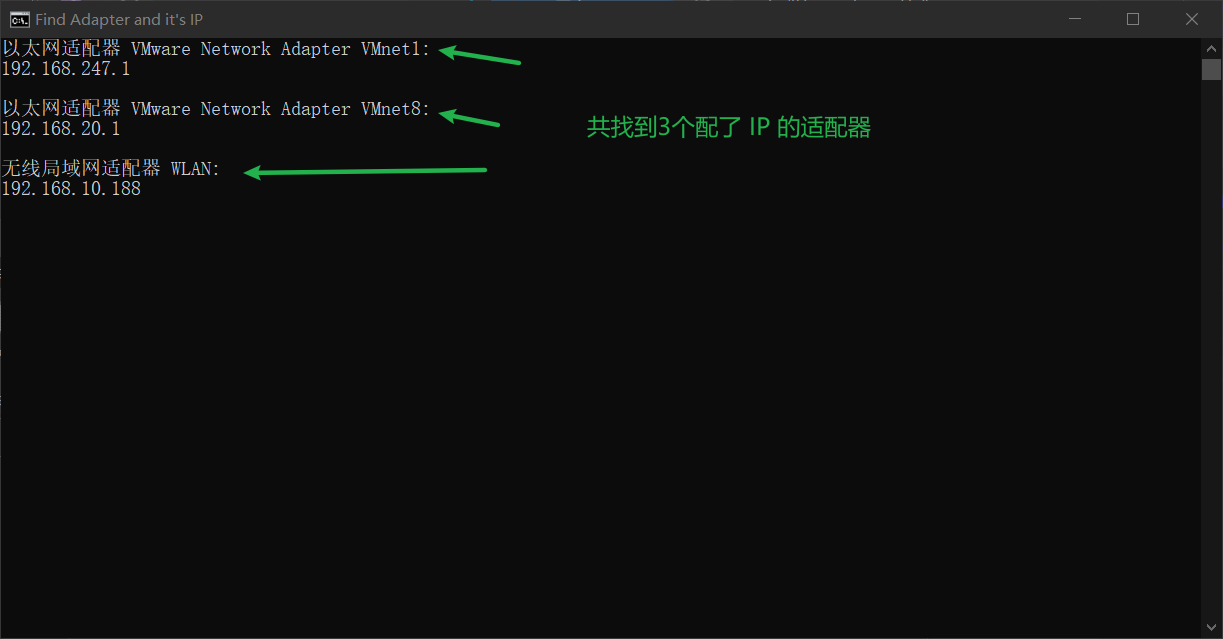 Find Adapter and it's IP
以太网适配器 VMware Network Adapter VMnet1:
192.168.247.1
以太网适配器 VMware Network Adapter VMnet8:
192.168.20.1
共找到3个配了 IP 的适配器
无线局域网适配器 WLAN:
192.168.10.188